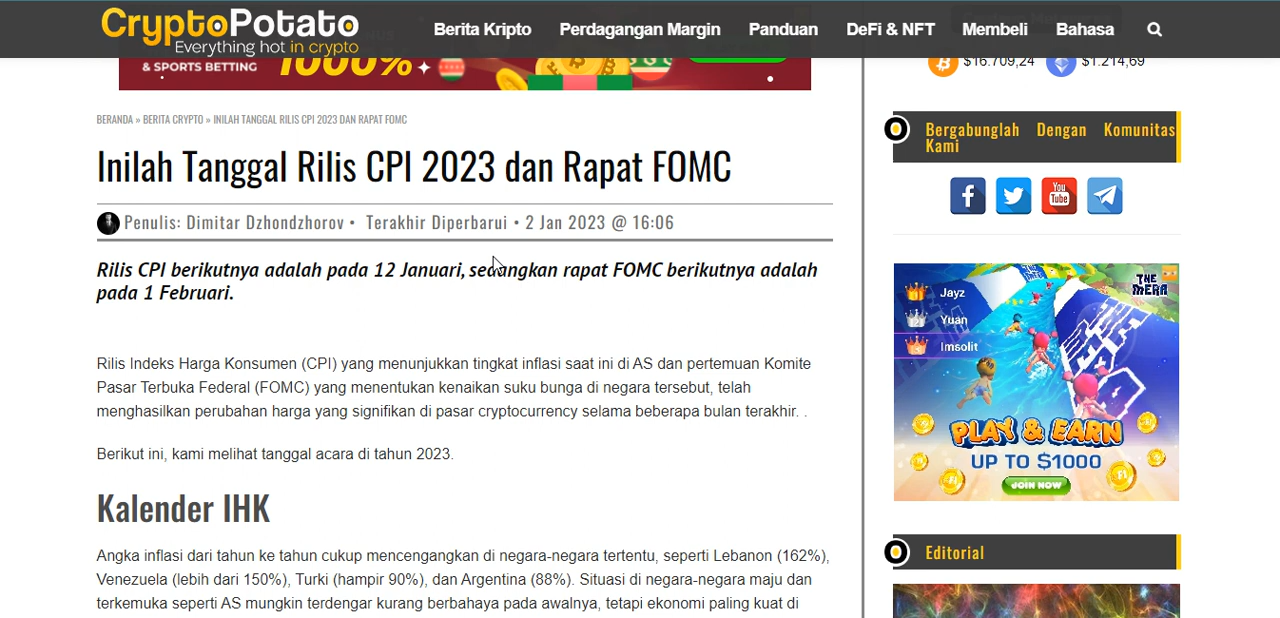 CryptoPotato
Everything hot in crypto
Berita Kripto Perdagangan Margin Panduan DeFi & NFT Membeli Bahasa
& SPORTS BETTING
1000%
$16.709,24 $1.214,69
BERANDA » BERITA CRYPTO » INILAH TANGGAL RILIS CPI 2023 DAN RAPAT FOMC
Inilah Tanggal Rilis CPI 2023 dan Rapat FOMC
Penulis: Dimitar Dzhondzhorov • Terakhir Diperbarui • 2 Jan 2023 @ 16:06
Rilis CPI berikutnya adalah pada 12 Januari, sedangkan rapat FOMC berikutnya adalah
pada 1 Februari.
Rilis Indeks Harga Konsumen (CPI) yang menunjukkan tingkat inflasi saat ini di AS dan pertemuan Komite
Pasar Terbuka Federal (FOMC) yang menentukan kenaikan suku bunga di negara tersebut, telah
menghasilkan perubahan harga yang signifikan di pasar cryptocurrency selama beberapa bulan terakhir. .
Berikut ini, kami melihat tanggal acara di tahun 2023.
Kalender IHK
Angka inflasi dari tahun ke tahun cukup mencengangkan di negara-negara tertentu, seperti Lebanon (162%),
Venezuela (lebih dari 150%), Turki (hampir 90%), dan Argentina (88%). Situasi di negara-negara maju dan
terkemuka seperti AS mungkin terdengar kurang berbahaya pada awalnya, tetapi ekonomi paling kuat di
Bergabunglah Dengan Komunitas
Kami
You
Tube
THE
MERA
Jayz
Yuan
Imsolit
PLAY & EARN
UP TO $1000
JOIN NOW
Editorial